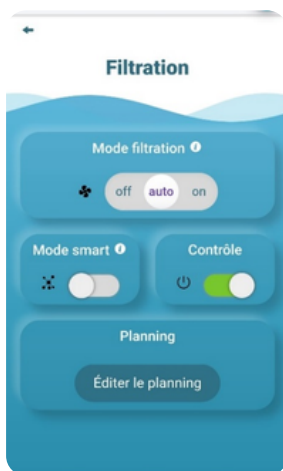 Filtration
Mode filtration
off auto on
Mode smart
Contrôle
Planning
Éditer le planning